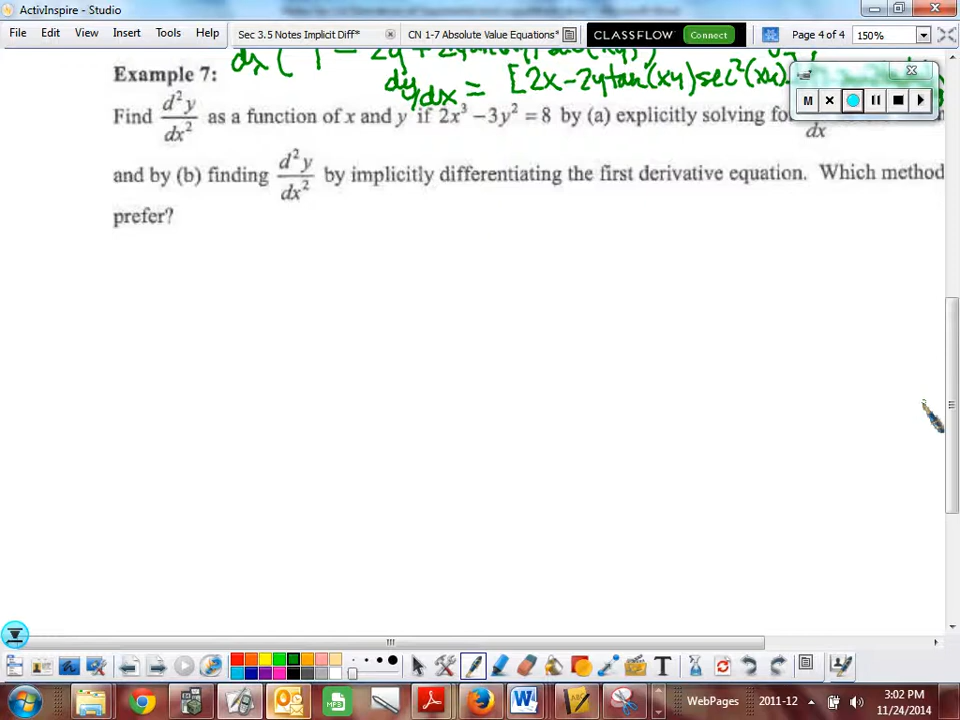 ActivInspire - Studio
File Edit View Insert Tools Help
Sec 3.5 Notes Implicit Diff* CN 1-7 Absolute Value Equations* CLASSFLOW Connect Page 4 of 4 150%
Example 7:
dy/dx = [2x-2ytan(xy)sec²(xy)
M
Find d²y/dx² as a function of x and y if 2x³ −3y² = 8 by (a) explicitly solving for
dx
and by (b) finding d²y/dx² by implicitly differentiating the first derivative equation. Which method
prefer?
T
WebPages 2011-12 3:02 PM
11/24/2014